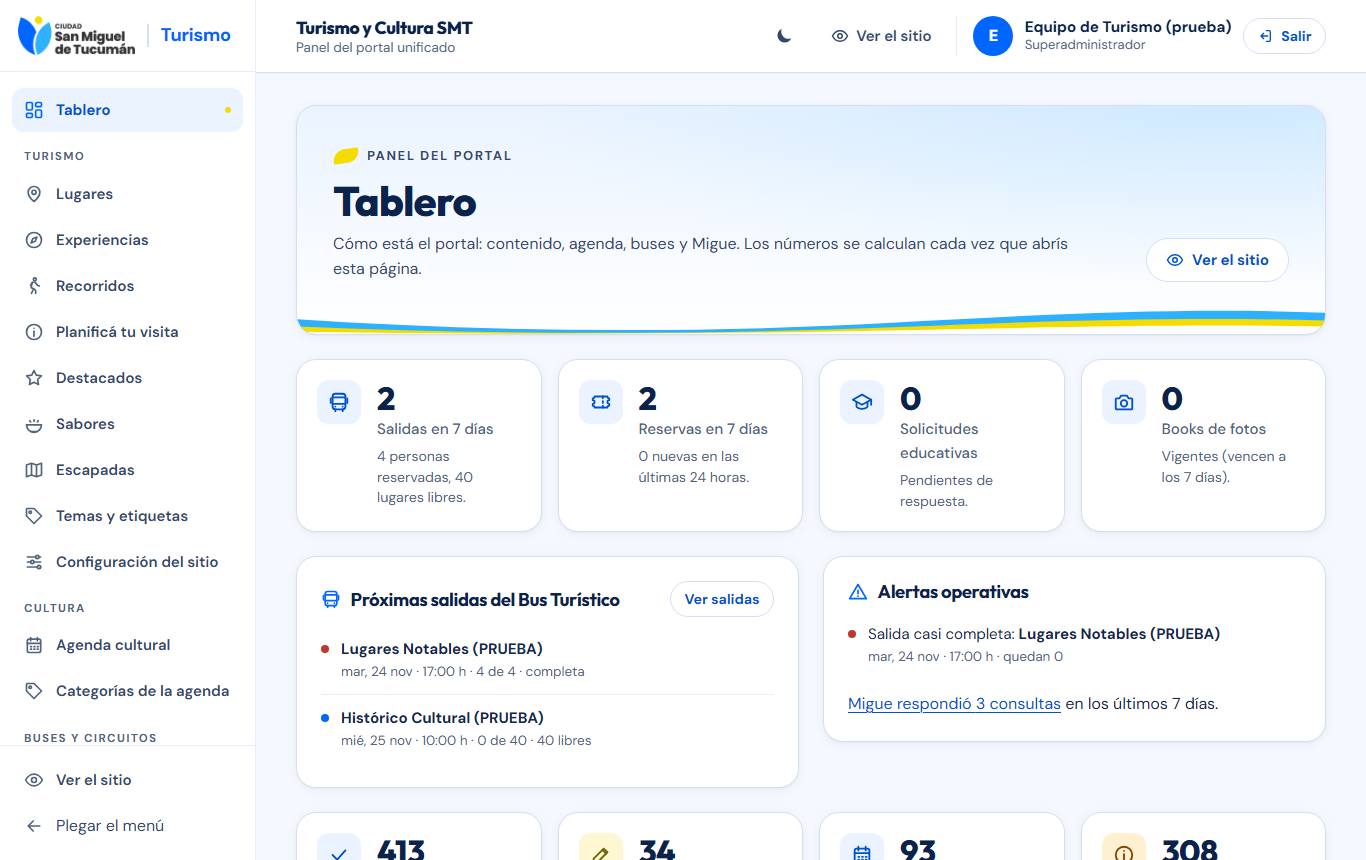 CIUDAD
San Miguel
de Tucumán
Turismo
Turismo y Cultura SMT
Panel del portal unificado
Ver el sitio
E
Equipo de Turismo (prueba)
Superadministrador
Salir
Tablero
TURISMO
Lugares
Experiencias
Recorridos
Planificá tu visita
Destacados
Sabores
Escapadas
Temas y etiquetas
Configuración del sitio
CULTURA
Agenda cultural
Categorías de la agenda
BUSES Y CIRCUITOS
Ver el sitio
Plegar el menú
PANEL DEL PORTAL
Tablero
Cómo está el portal: contenido, agenda, buses y Migue. Los números se calculan cada vez que abrís
esta página.
Ver el sitio
2
Salidas en 7 días
4 personas
reservadas, 40
lugares libres.
2
Reservas en 7 días
0 nuevas en las
últimas 24 horas.
0
Solicitudes
educativas
Pendientes de
respuesta.
0
Books de fotos
Vigentes (vencen a
los 7 días).
Próximas salidas del Bus Turístico
Ver salidas
Lugares Notables (PRUEBA)
mar, 24 nov · 17:00 h · 4 de 4 · completa
Histórico Cultural (PRUEBA)
mié, 25 nov · 10:00 h · 0 de 40 · 40 libres
Alertas operativas
Salida casi completa: Lugares Notables (PRUEBA)
mar, 24 nov · 17:00 h · quedan 0
Migue respondió 3 consultas en los últimos 7 días.
413
34
93
308